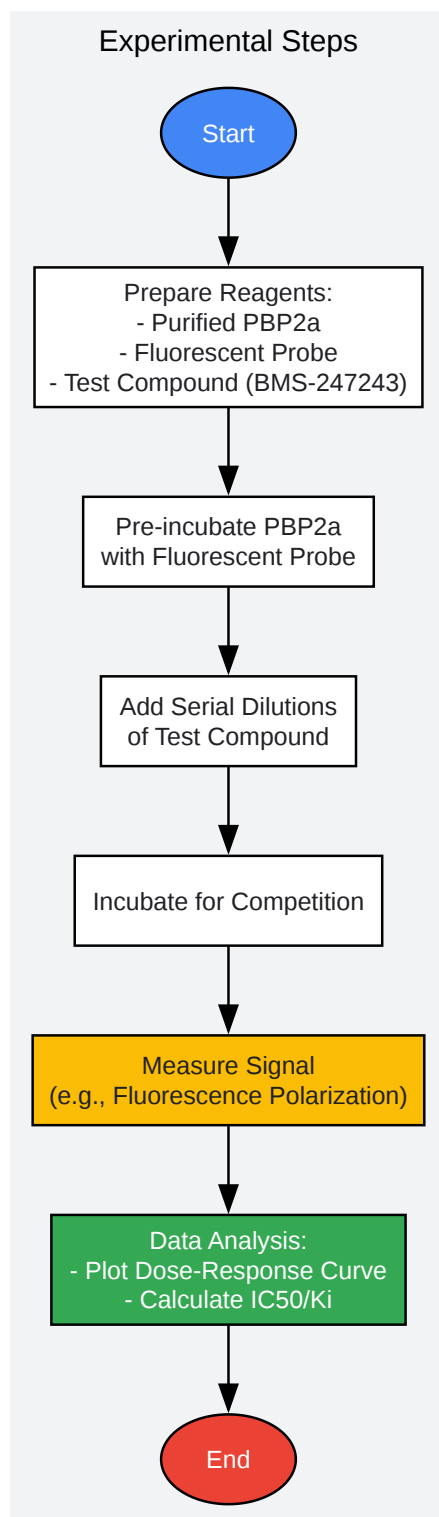 Experimental Steps
Start
Prepare Reagents:
- Purified PBP2a
- Fluorescent Probe
- Test Compound (BMS-247243)
Pre-incubate PBP2a
with Fluorescent Probe
Add Serial Dilutions
of Test Compound
Incubate for Competition
Measure Signal
(e.g., Fluorescence Polarization)
Data Analysis:
- Plot Dose-Response Curve
- Calculate IC50/Ki
End